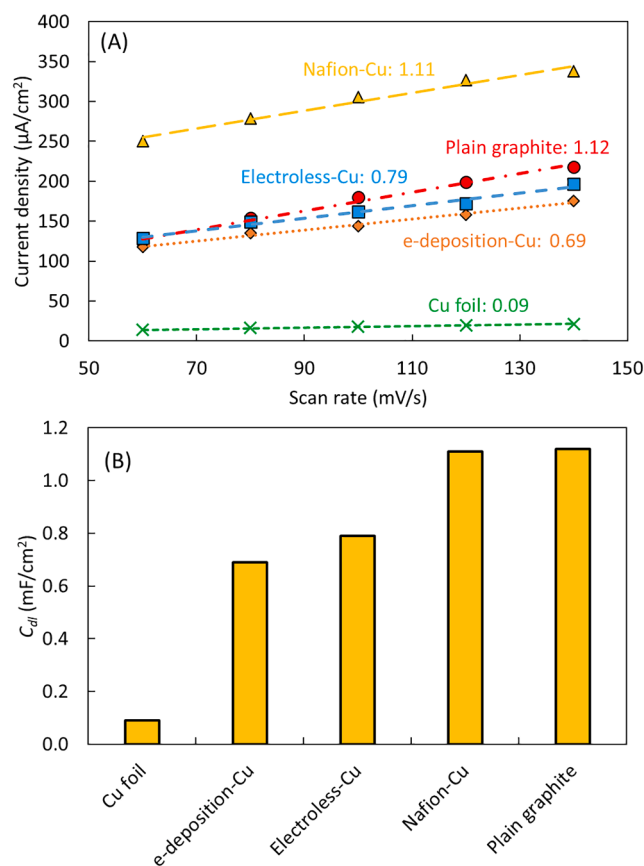 (A)
400
350
300
250
200
150
100
50
0
Current density (µA/cm²)
Nafion-Cu: 1.11
Plain graphite: 1.12
Electroless-Cu: 0.79
e-deposition-Cu: 0.69
Cu foil: 0.09
50
70
90
110
130
150
Scan rate (mV/s)
(B)
1.2
1.0
0.8
0.6
0.4
0.2
0.0
Cdl (mF/cm²)
Cu foil
e-deposition-Cu
Electroless-Cu
Nafion-Cu
Plain graphite